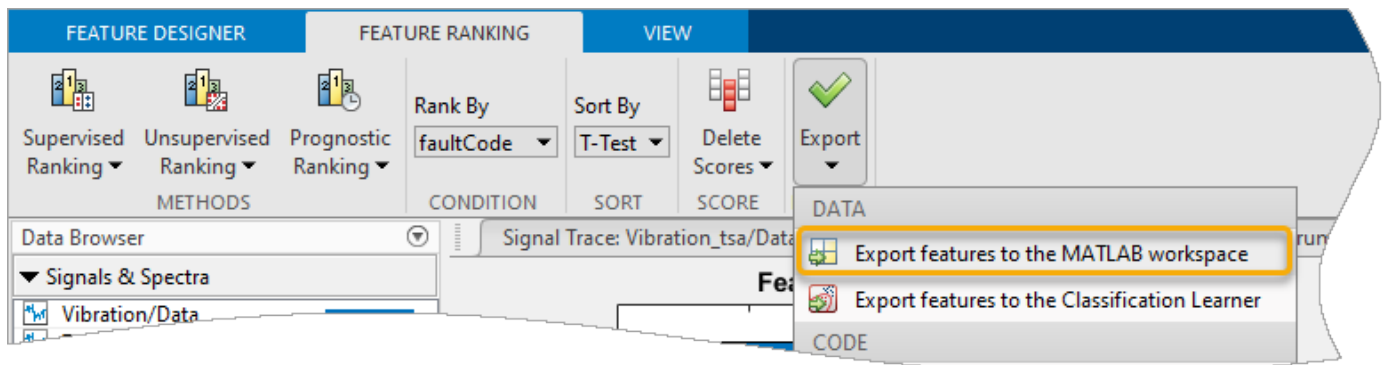 FEATURE DESIGNER FEATURE RANKING VIEW
Supervised Ranking Unsupervised Ranking Prognostic Ranking
Rank By Sort By
faultCode T-Test
Delete Scores Export
METHODS CONDITION SORT SCORE
DATA
Export features to the MATLAB workspace
Export features to the Classification Learner
CODE
Data Browser
Signal Trace: Vibration_tsa/Data
Signals & Spectra
Vibration/Data